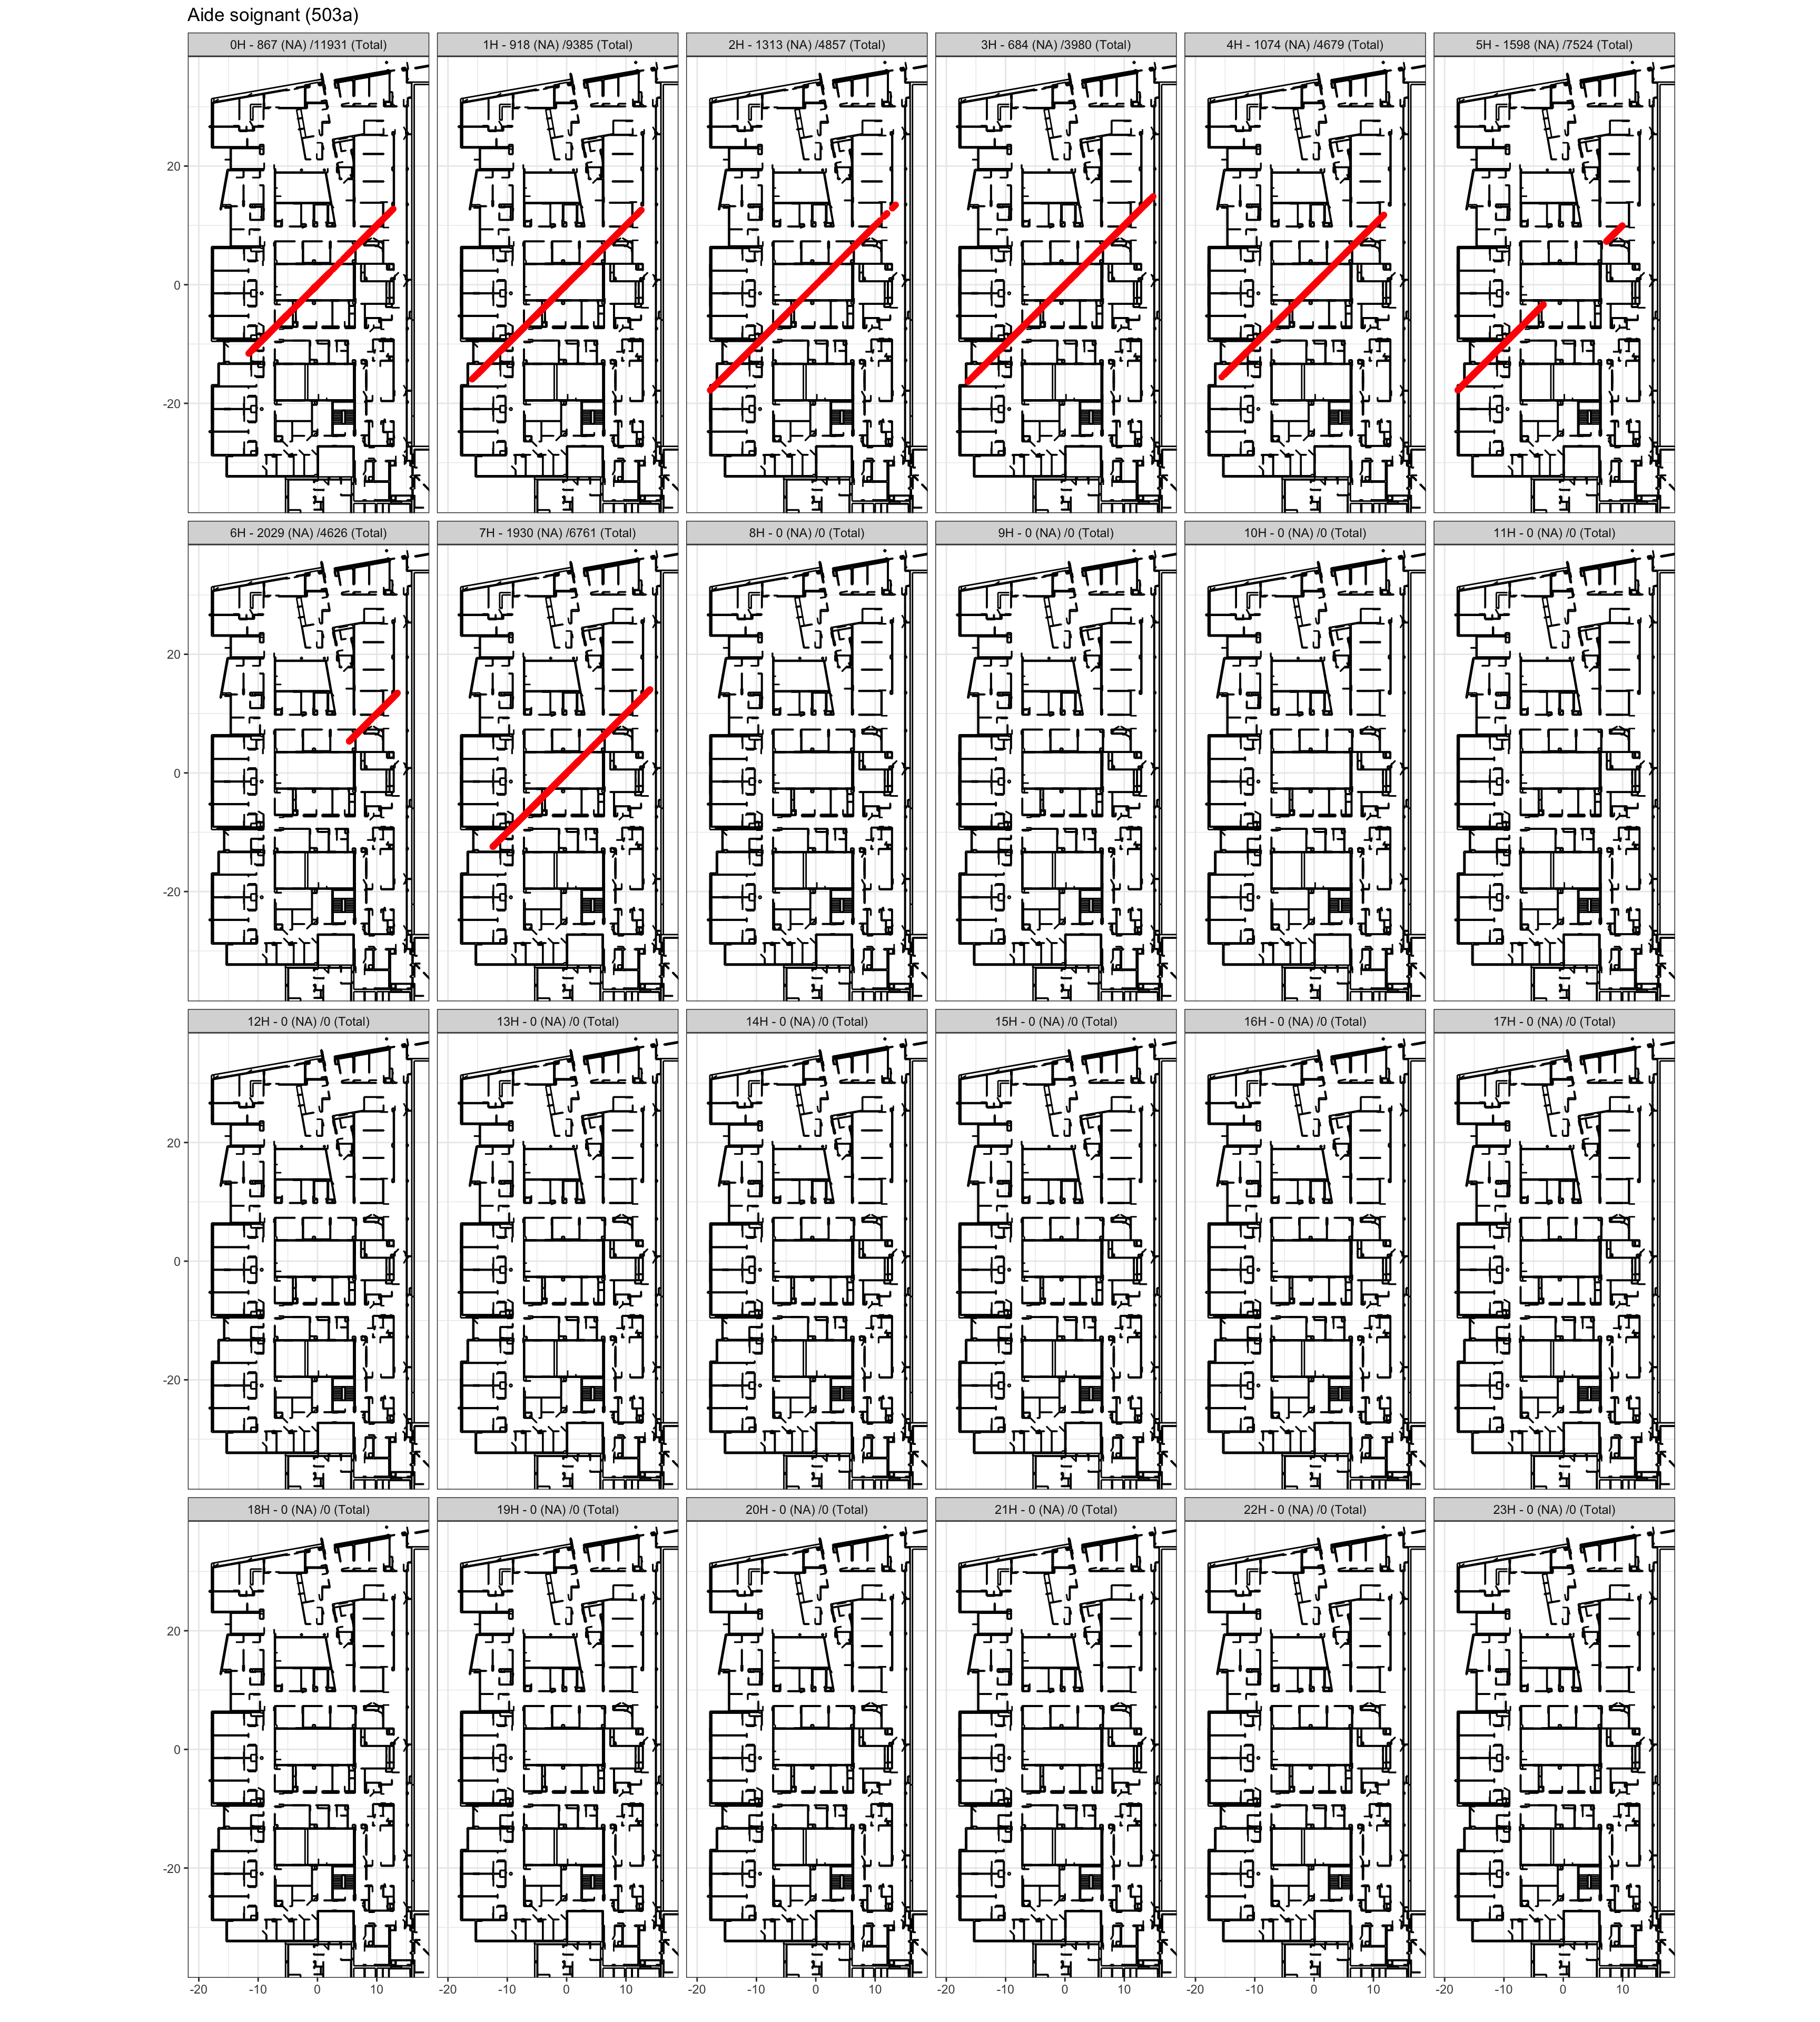 Aide soignant (503a)
0H - 867 (NA) /11931 (Total) 1H - 918 (NA) /9385 (Total) 2H - 1313 (NA) /4857 (Total) 3H - 684 (NA) /3980 (Total) 4H - 1074 (NA) /4679 (Total) 5H - 1598 (NA) /7524 (Total)
20
0
-20
6H - 2029 (NA) /4626 (Total) 7H - 1930 (NA) /6761 (Total) 8H - 0 (NA) /0 (Total) 9H - 0 (NA) /0 (Total) 10H - 0 (NA) /0 (Total) 11H - 0 (NA) /0 (Total)
20
0
-20
12H - 0 (NA) /0 (Total) 13H - 0 (NA) /0 (Total) 14H - 0 (NA) /0 (Total) 15H - 0 (NA) /0 (Total) 16H - 0 (NA) /0 (Total) 17H - 0 (NA) /0 (Total)
20
0
-20
18H - 0 (NA) /0 (Total) 19H - 0 (NA) /0 (Total) 20H - 0 (NA) /0 (Total) 21H - 0 (NA) /0 (Total) 22H - 0 (NA) /0 (Total) 23H - 0 (NA) /0 (Total)
20
0
-20
-20 -10 0 10 -20 -10 0 10 -20 -10 0 10 -20 -10 0 10 -20 -10 0 10 -20 -10 0 10